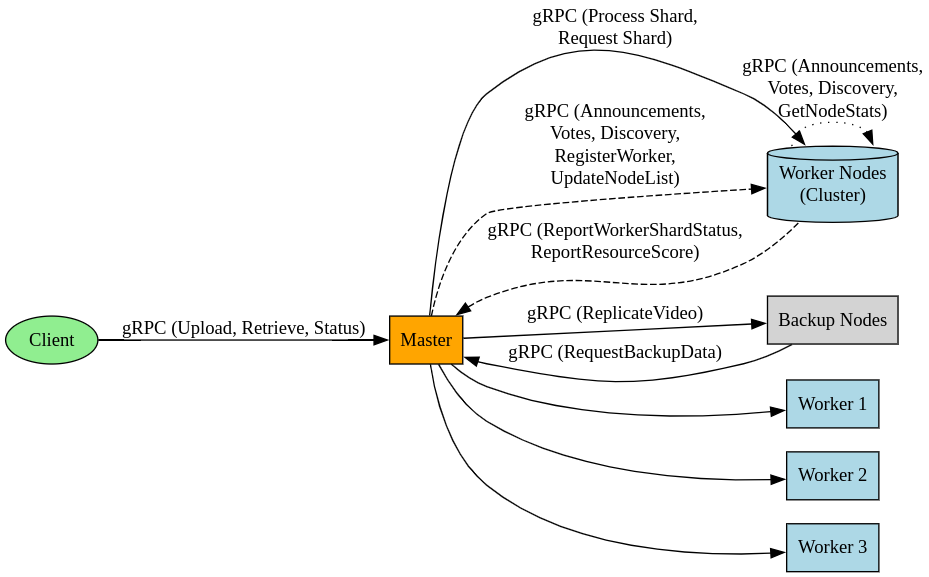 gRPC (Process Shard,
Request Shard)
gRPC (Announcements,
Votes, Discovery,
GetNodeStats)
gRPC (Announcements,
Votes, Discovery,
RegisterWorker,
UpdateNodeList)
Worker Nodes
(Cluster)
gRPC (ReportWorkerShardStatus,
ReportResourceScore)
Client
gRPC (Upload, Retrieve, Status)
Master
gRPC (ReplicateVideo)
Backup Nodes
gRPC (RequestBackupData)
Worker 1
Worker 2
Worker 3